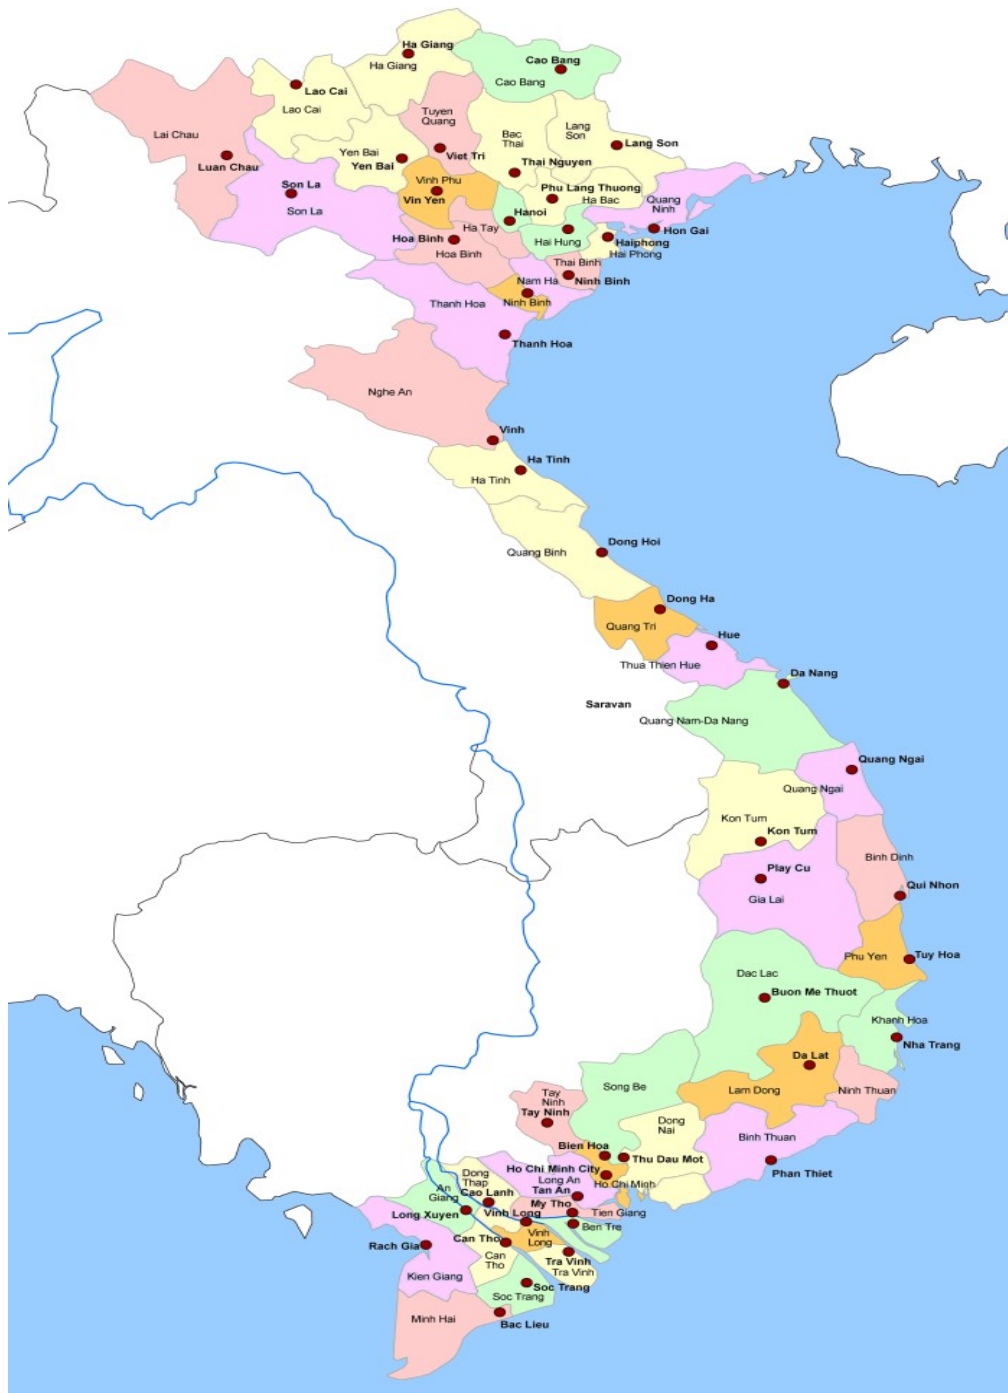 Ha Giang
Ha Giang
Cao Bang
Cao Bang
Lao Cai
Lao Cai
Tuyen
Quang
Bac
Thai
Lang
Son
Lang Son
Lai Chau
Luan Chau
Yen Bai
Yen Bai
Viet Tri
Thai Nguyen
Vinh Phu
Vin Yen
Phu Lang Thuong
Ha Bac
Quang
Ninh
Son La
Son La
Hanoi
Ha Tay
Hoa Binh
Hoa Binh
Hai Hung
Hon Gai
Haiphong
Hai Phong
Thai Binh
Ninh Binh
Nam Ha
Ninh Binh
Thanh Hoa
Thanh Hoa
Nghe An
Vinh
Ha Tinh
Ha Tinh
Dong Hoi
Quang Binh
Dong Ha
Quang Tri
Hue
Thua Thien Hue
Da Nang
Saravan
Quang Nam-Da Nang
Quang Ngai
Quang Ngai
Kon Tum
Kon Tum
Binh Dinh
Play Cu
Gia Lai
Qui Nhon
Phu Yen
Tuy Hoa
Dac Lac
Buon Me Thuot
Khanh Hoa
Nha Trang
Da Lat
Lam Dong
Ninh Thuan
Song Be
Tay
Ninh
Tay Ninh
Dong
Nai
Binh Thuan
Bien Hoa
Thu Dau Mot
Phan Thiet
Ho Chi Minh City
Long An
Ho Chi Minh
Tan An
Dong
Thap
An
Giang
Cao Lanh
My Tho
Tien Giang
Long Xuyen
Vinh Long
Ben Tre
Can Tho
Vinh
Long
Rach Gia
Can
Tho
Tra Vinh
Tra Vinh
Kien Giang
Soc Trang
Soc Trang
Minh Hai
Bac Lieu